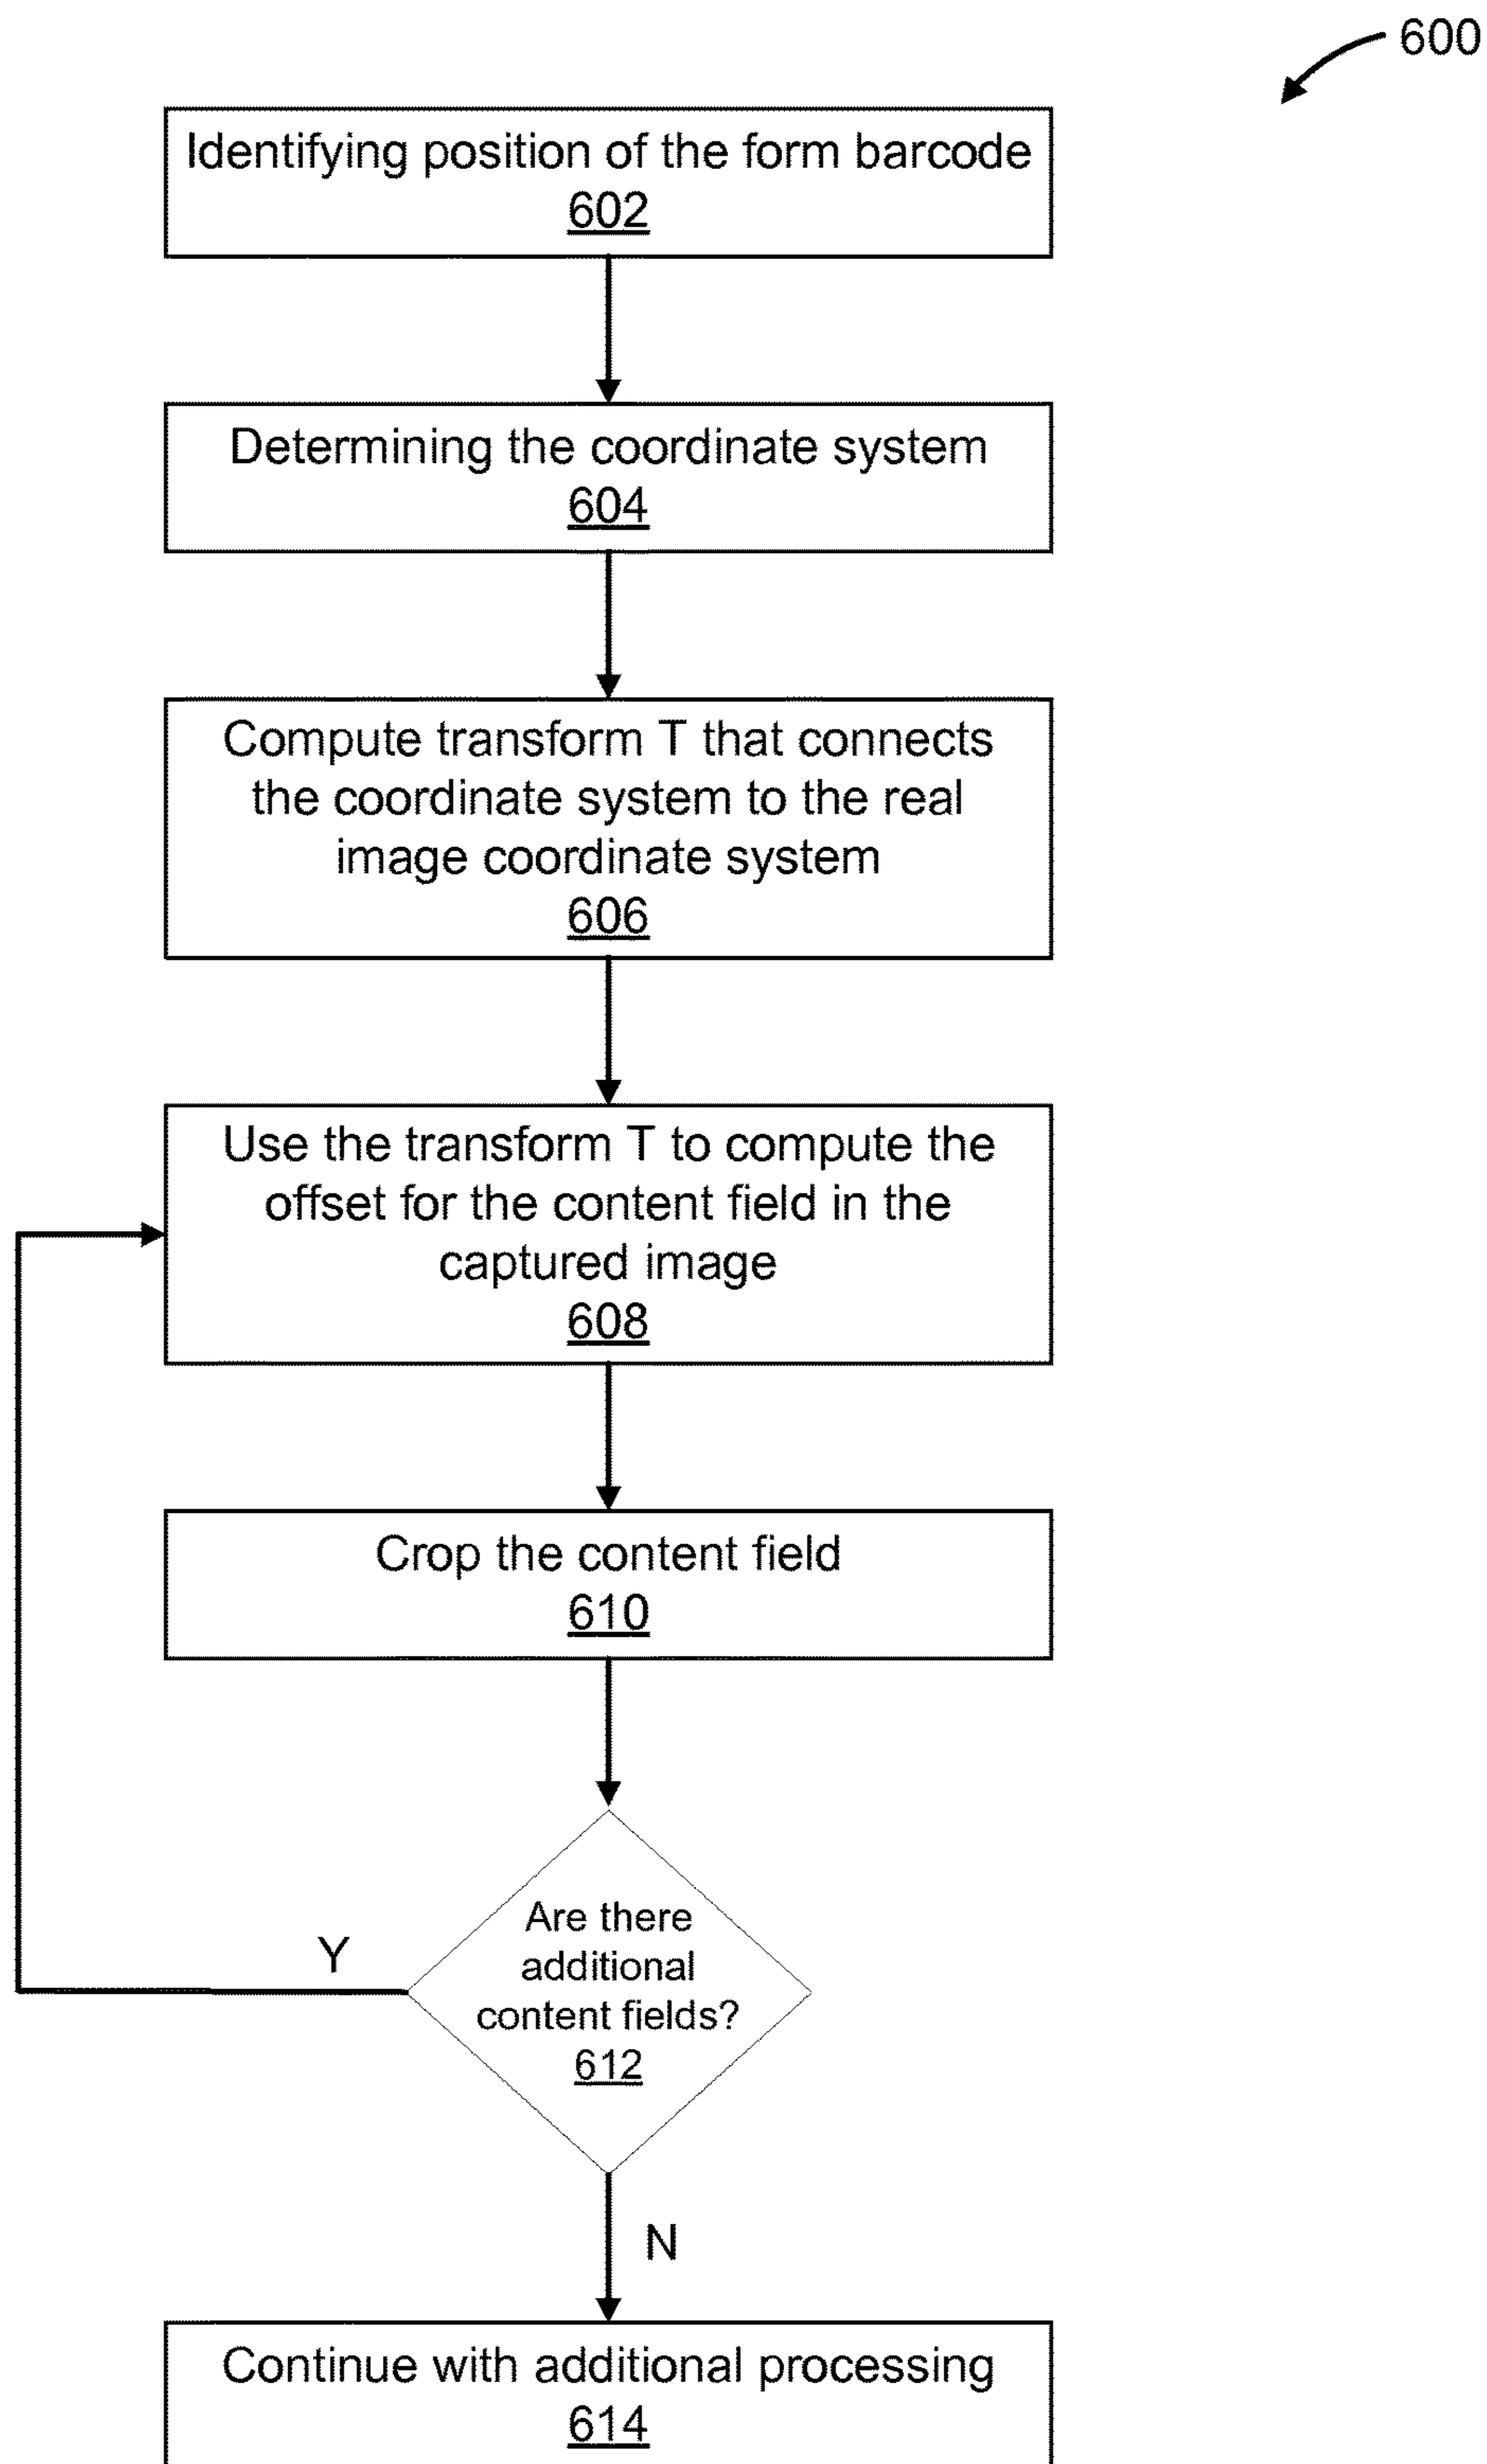 600
Identifying position of the form barcode
602
Determining the coordinate system
604
Compute transform T that connects
the coordinate system to the real
image coordinate system
606
Use the transform T to compute the
offset for the content field in the
captured image
608
Crop the content field
610
Are there
additional
content fields?
612
Y
N
Continue with additional processing
614